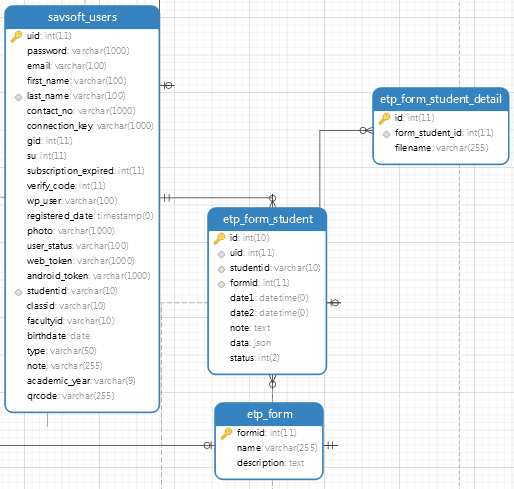 savsoft_users
uid: int(11)
password: varchar(1000)
email: varchar(100)
first_name: varchar(100)
last_name: varchar(100)
contact_no: varchar(1000)
connection_key: varchar(100)
gid: int(11)
su: int(11)
subscription_expired: int(11)
verify_code: int(11)
wp_user: varchar(100)
registered_date: timestamp(0)
photo: varchar(1000)
user_status: varchar(100)
web_token: varchar(1000)
android_token: varchar(1000)
studentid: varchar(10)
classid: varchar(10)
facultyid: varchar(10)
birthdate: date
type: varchar(50)
note: varchar(255)
academic_year: varchar(9)
qrcode: varchar(255)
etp_form_student_detail
id: int(11)
form_student_id: int(11)
filename: varchar(255)
etp_form_student
id: int(10)
uid: int(11)
studentid: varchar(10)
formid: int(11)
date1: datetime(0)
date2: datetime(0)
note: text
data: json
status: int(2)
etp_form
formid: int(11)
name: varchar(255)
description: text